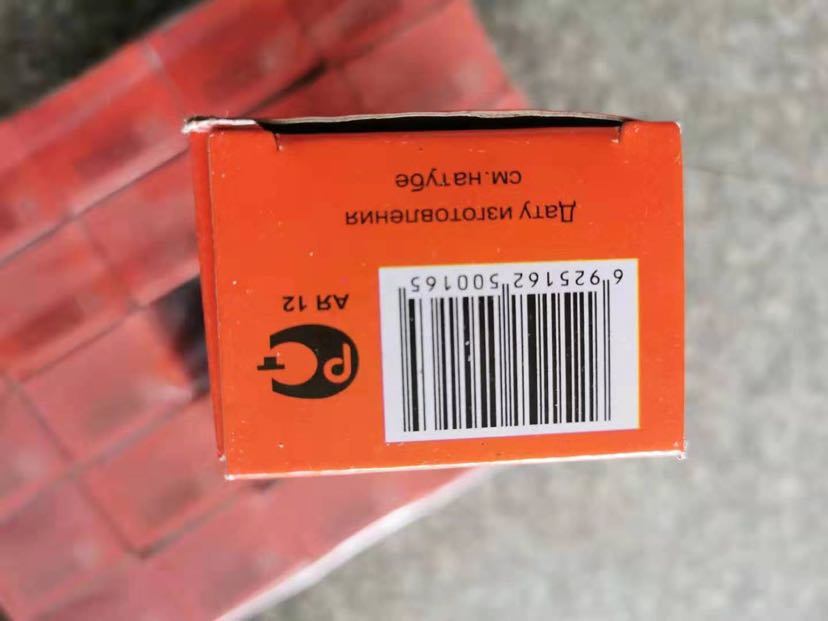 6 925162 500165
РСТ
АЯ 12
Дату изготовления
см. на тубе